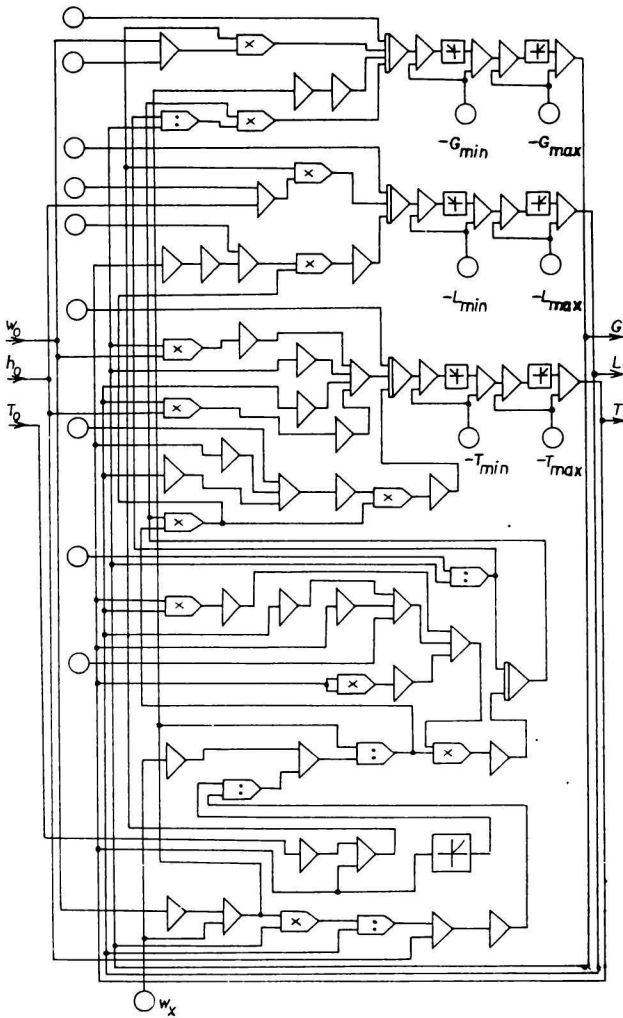 ×
: ×
-G_min -G_max
×
×
-L_min -L_max
w_o
h_o
T_o
×
×
G
L
T
-T_min -T_max
×
×
:
×
×
: ×
:
× :
w_x